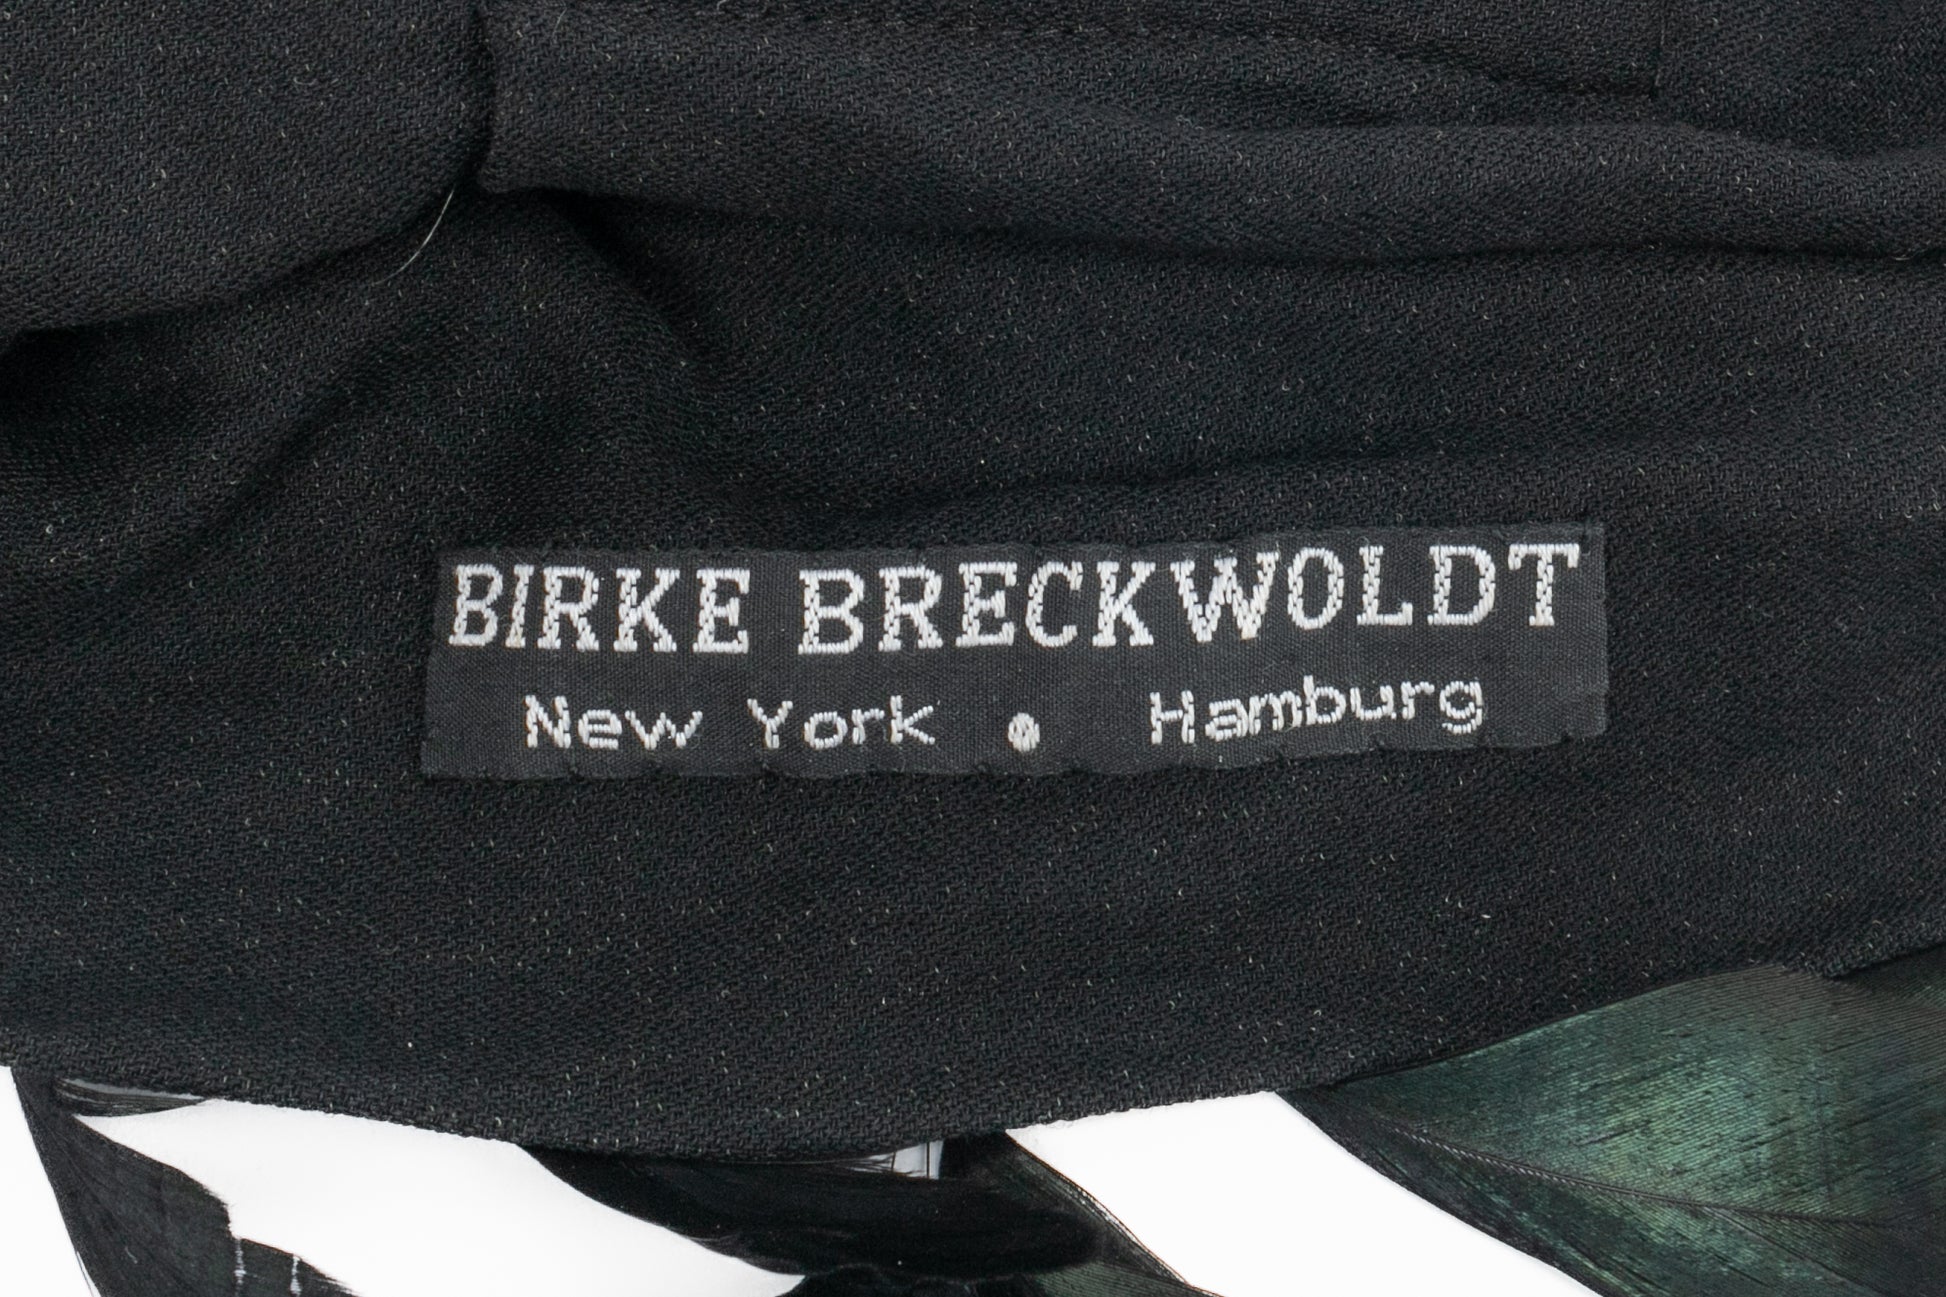 BIRKE BRECKWOLDT
New York • Hamburg